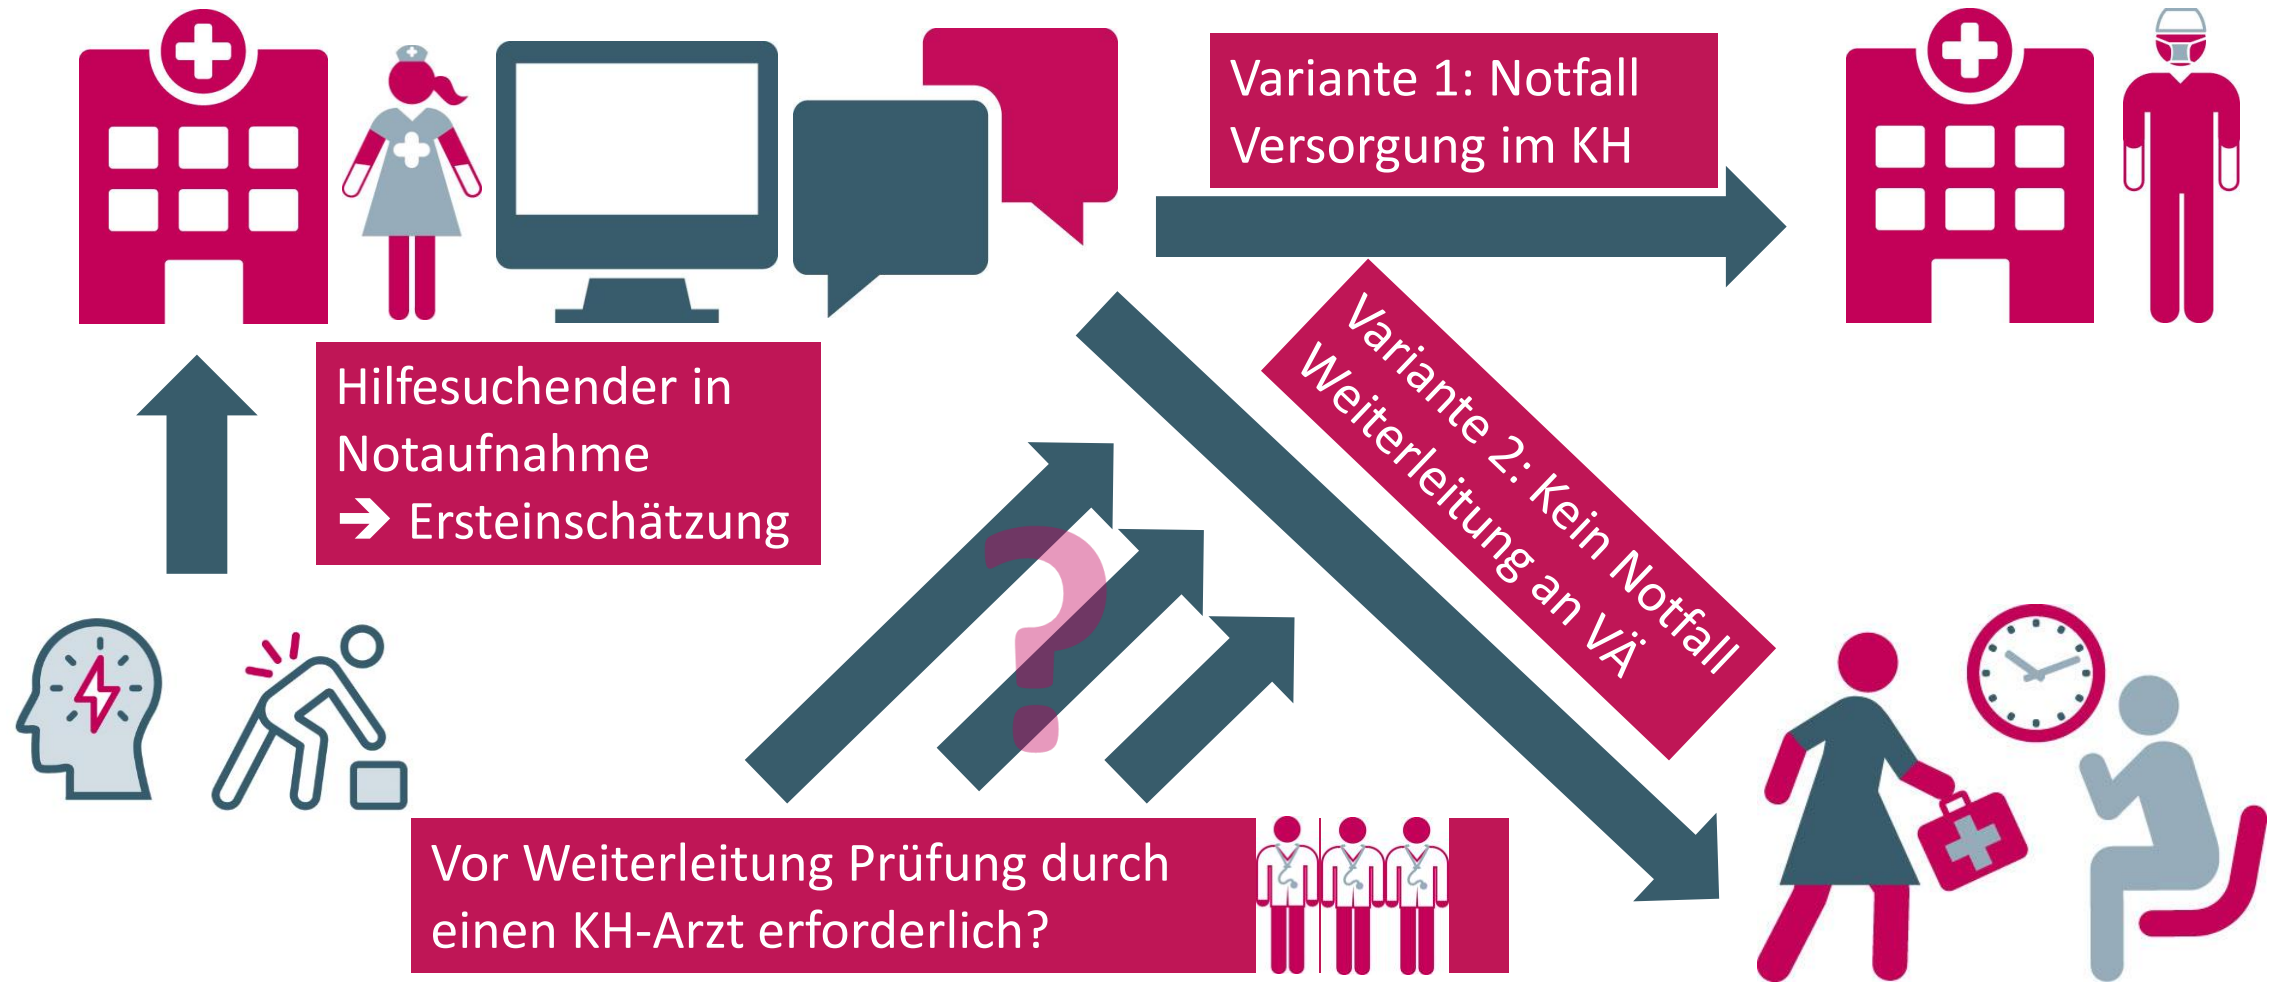 Variante 1: Notfall
Versorgung im KH
Hilfesuchender in
Notaufnahme
➔ Ersteinschätzung
Variante 2: Kein Notfall
Weiterleitung an VÄ
?
Vor Weiterleitung Prüfung durch
einen KH-Arzt erforderlich?